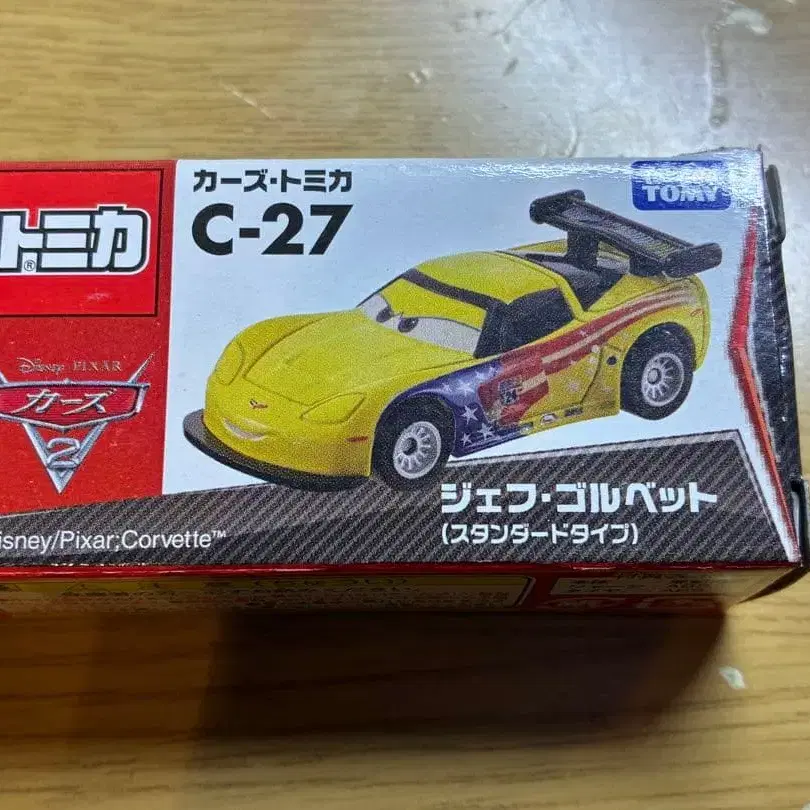 カーズ・トミカ
C-27
TOMY
トミカ
®
Disney PIXAR
カーズ
2
24
ジェフ・ゴルベット
(スタンダードタイプ)
isney/Pixar;Corvette™